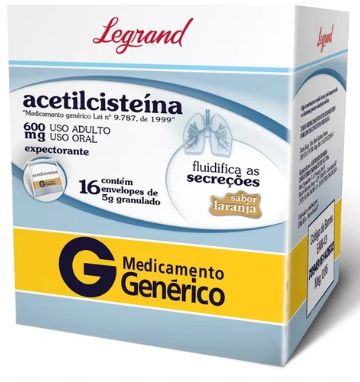 Legrand
acetilcisteína
"Medicamento genérico Lei nº 9.787, de 1999"
600 mg USO ADULTO
USO ORAL
expectorante
fluidifica as
secreções
sabor
laranja
contém
16 envelopes de
5g granulado
acetilcisteína
G
Medicamento
Genérico